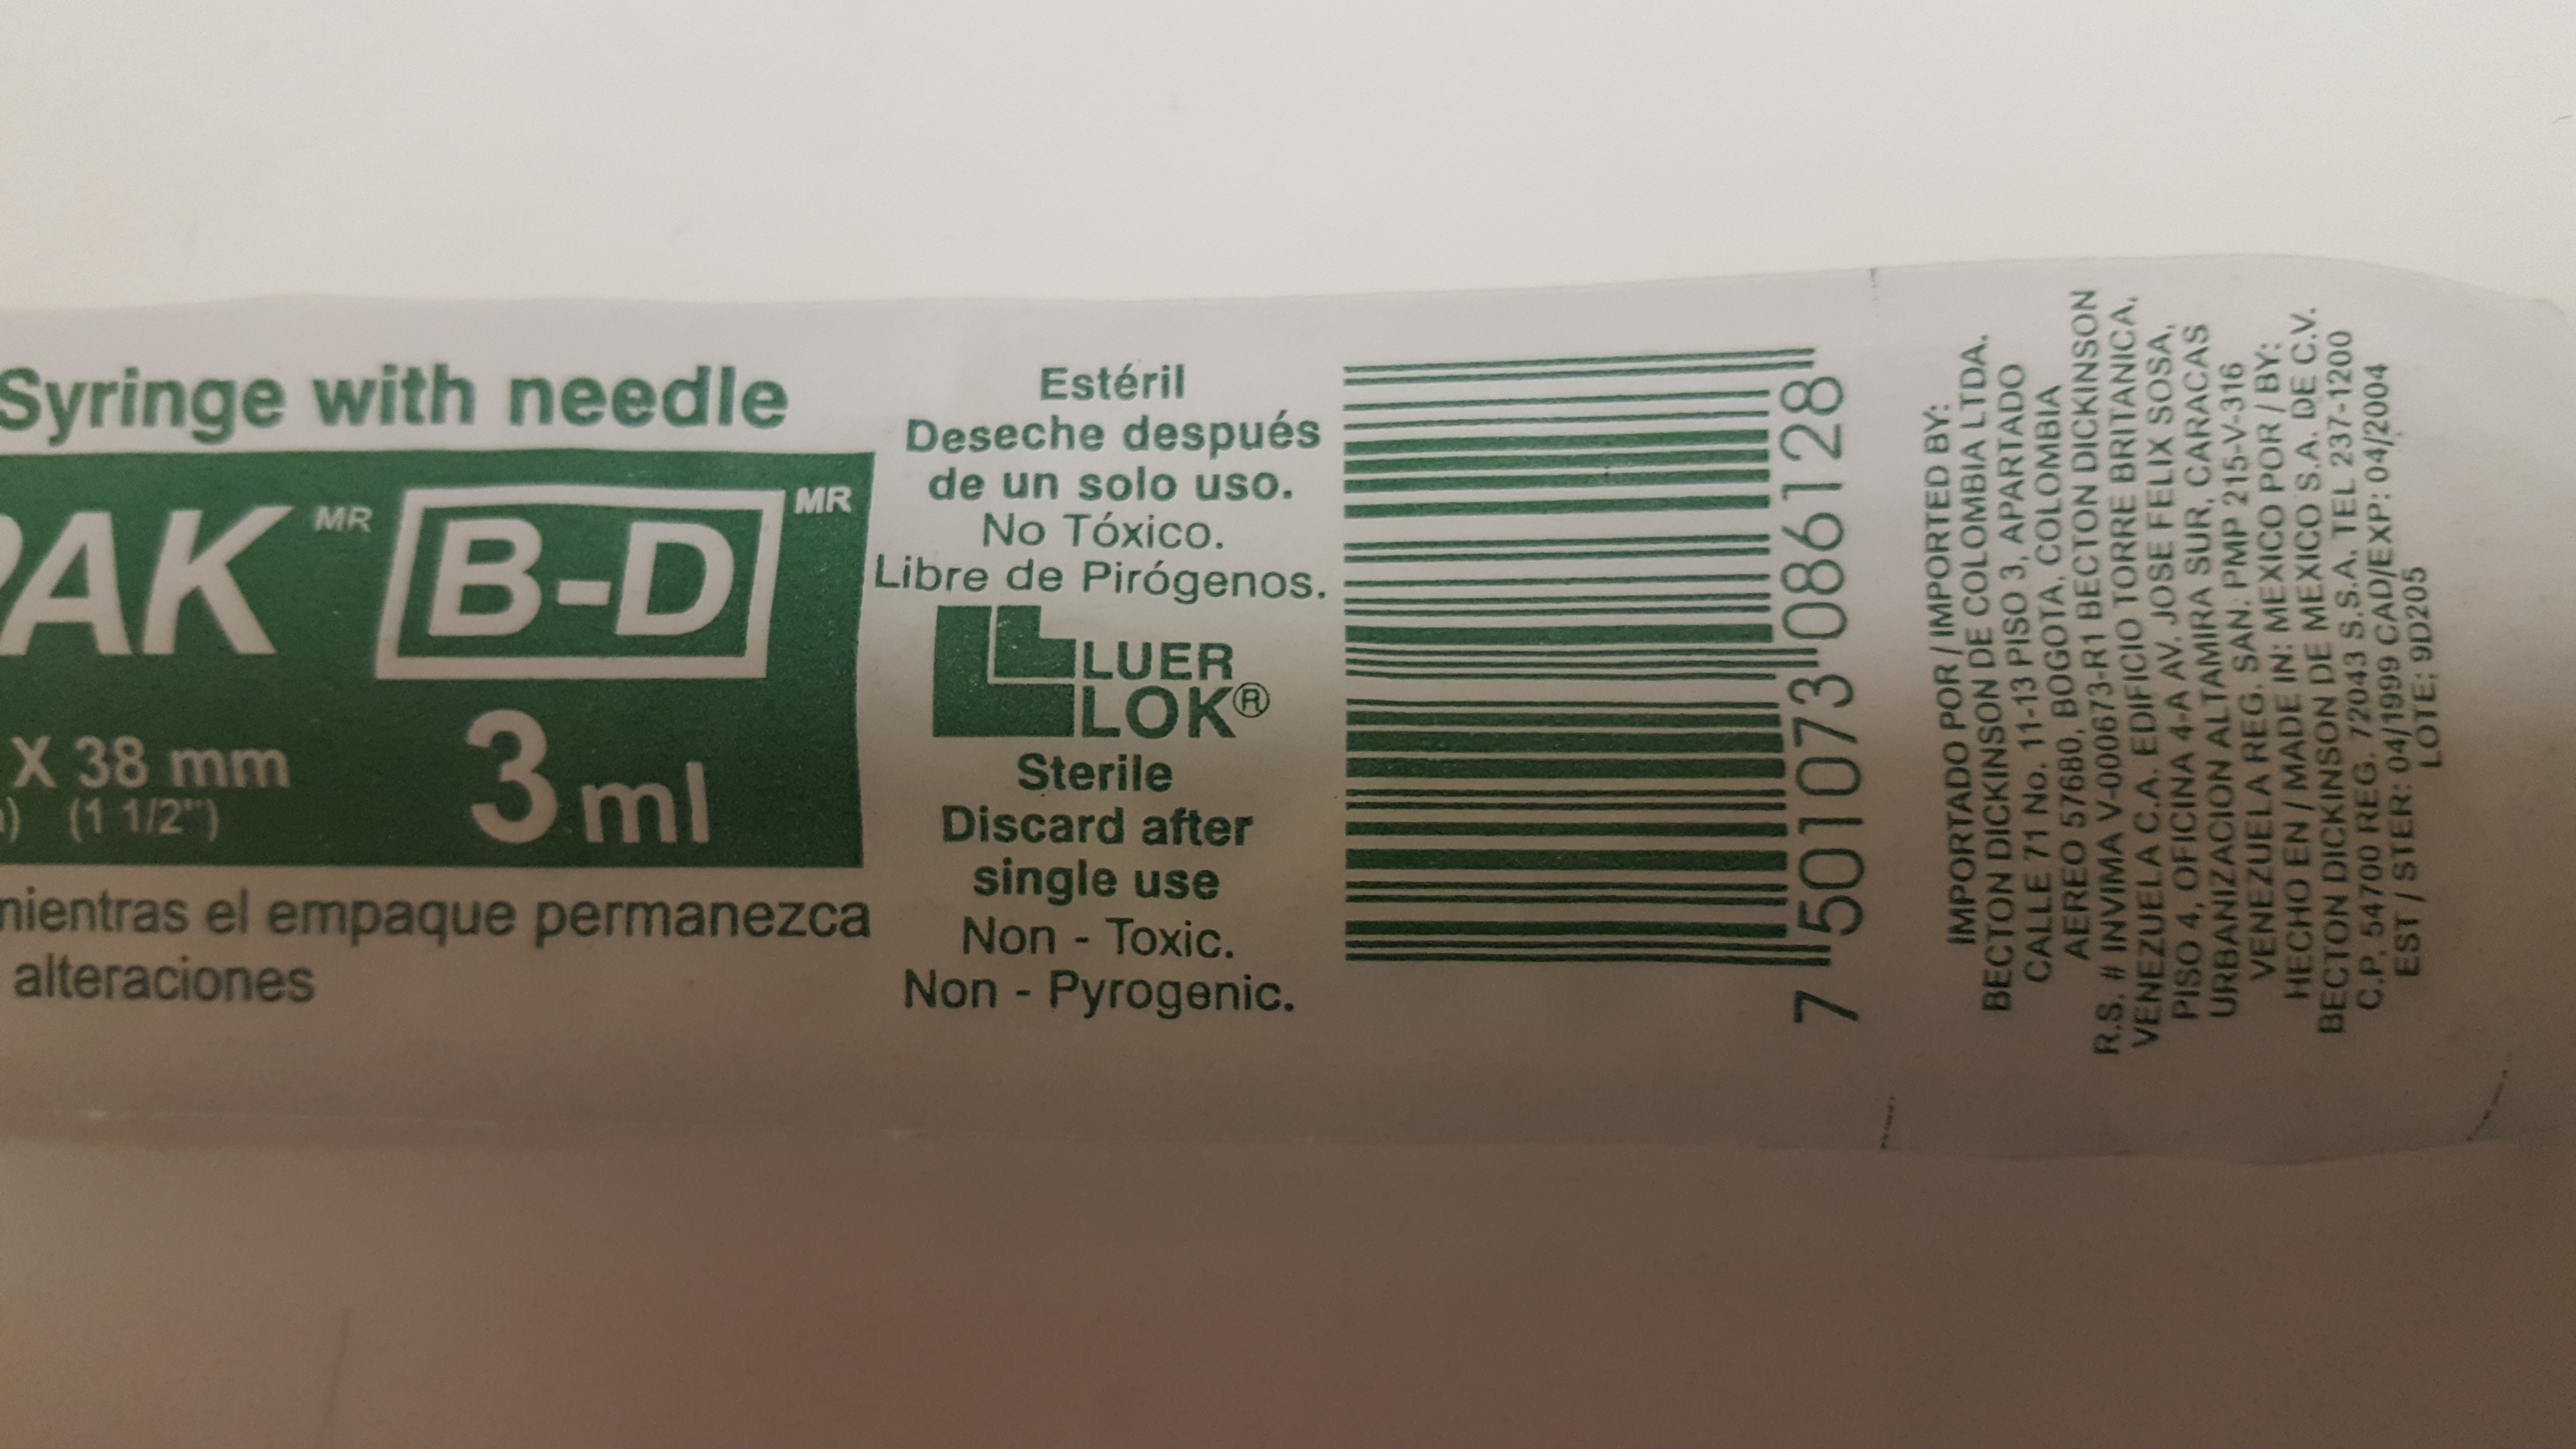 Syringe with needle
PAK MR B-D MR
X 38 mm
(1 1/2")
3 ml
mientras el empaque permanezca
alteraciones
Estéril
Deseche después
de un solo uso.
No Tóxico.
Libre de Pirógenos.
LUER
LOK®
Sterile
Discard after
single use
Non - Toxic.
Non - Pyrogenic.
7 501073 086128
IMPORTADO POR / IMPORTED BY:
BECTON DICKINSON DE COLOMBIA LTDA.
CALLE 71 No. 11-13 PISO 3, APARTADO
AEREO 57680, BOGOTA, COLOMBIA
R.S. # INVIMA V-000673-R1 BECTON DICKINSON
VENEZUELA C.A. EDIFICIO TORRE BRITANICA,
PISO 4, OFICINA 4-A AV. JOSE FELIX SOSA,
URBANIZACION ALTAMIRA SUR, CARACAS
VENEZUELA REG. SAN. PMP 215-V-316
HECHO EN / MADE IN: MEXICO POR / BY:
BECTON DICKINSON DE MEXICO S.A. DE C.V.
C.P. 54700 REG. 72043 S.S.A. TEL 237-1200
EST / STER: 04/1999 CAD/EXP: 04/2004
LOTE: 9D205